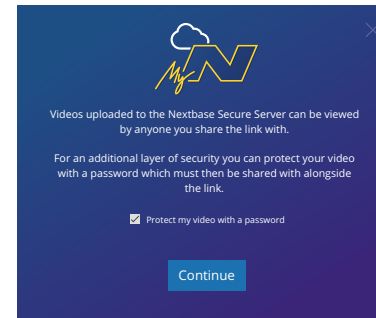 My N
Videos uploaded to the Nextbase Secure Server can be viewed
by anyone you share the link with.
For an additional layer of security you can protect your video
with a password which must then be shared with alongside
the link.
Protect my video with a password
Continue